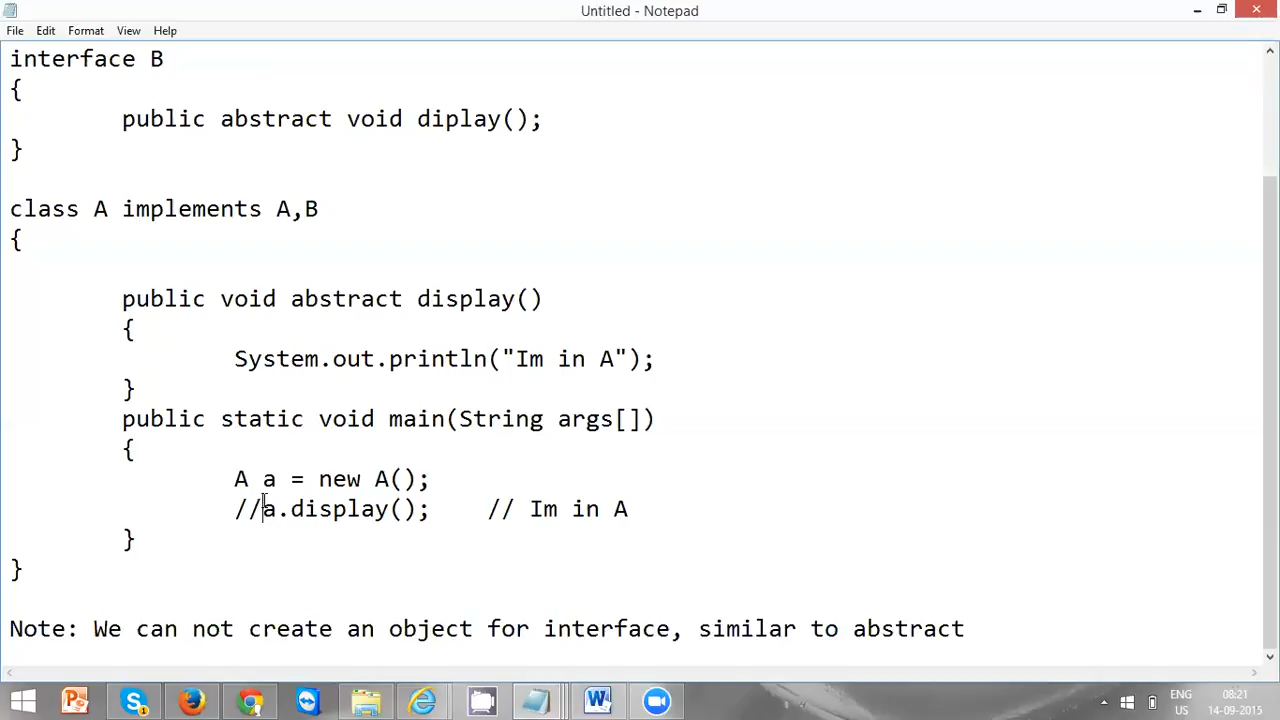 Untitled - Notepad
File Edit Format View Help
interface B
{
public abstract void diplay();
}
class A implements A,B
{
public void abstract display()
{
System.out.println("Im in A");
}
public static void main(String args[])
{
A a = new A();
//a.display(); // Im in A
}
}
Note: We can not create an object for interface, similar to abstract
ENG 08:21
US 14-09-2015